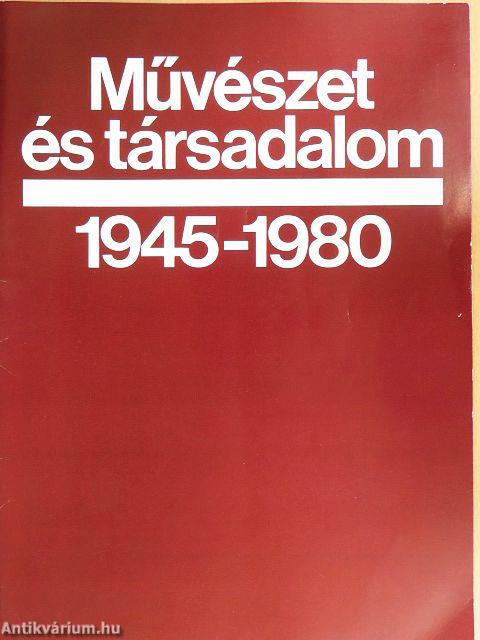 Művészet
és társadalom
1945-1980
Antikvárium.hu